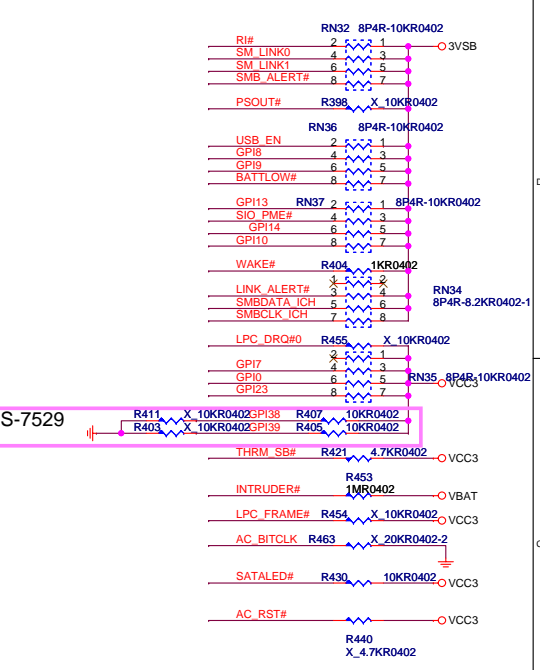 RN32 8P4R-10KR0402
RI# 2 1 3VSB
SM_LINK0 4 3
SM_LINK1 6 5
SMB_ALERT# 8 7
PSOUT# R398 X_10KR0402
RN36 8P4R-10KR0402
USB_EN 2 1
GPI8 4 3
GPI9 6 5
BATTLOW# 8 7
GPI13 RN37 2 1 8P4R-10KR0402
SIO_PME# 4 3
GPI14 6 5
GPI10 8 7
WAKE# R404 1KR0402
1 2 RN34
LINK_ALERT# 3 4 8P4R-8.2KR0402-1
SMBDATA_ICH 5 6
SMBCLK_ICH 7 8
LPC_DRQ#0 R455 X_10KR0402
2 1
GPI7 4 3
GPI0 6 5 RN35 8P4R-10KR0402 VCC3
GPI23 8 7
S-7529 R411 X_10KR0402 GPI38 R407 10KR0402
R403 X_10KR0402 GPI39 R405 10KR0402
THRM_SB# R421 4.7KR0402 VCC3
R453
INTRUDER# 1MR0402 VBAT
LPC_FRAME# R454 X_10KR0402 VCC3
AC_BITCLK R463 X_20KR0402-2
SATALED# R430 10KR0402 VCC3
AC_RST# VCC3
R440
X_4.7KR0402